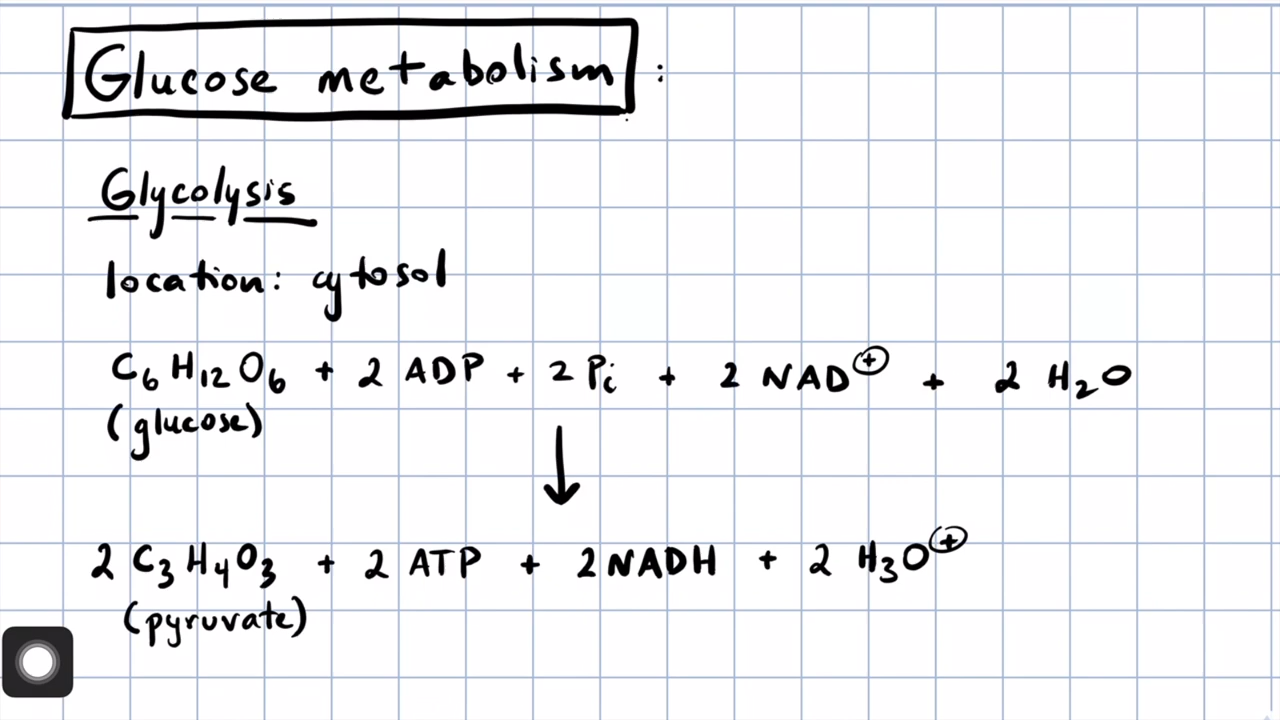 Glucose metabolism :
Glycolysis
location: cytosol
C₆H₁₂O₆ + 2 ADP + 2 Pᵢ + 2 NAD⊕ + 2 H₂O
(glucose)
↓
2 C₃H₄O₃ + 2 ATP + 2 NADH + 2 H₃O⊕
(pyruvate)